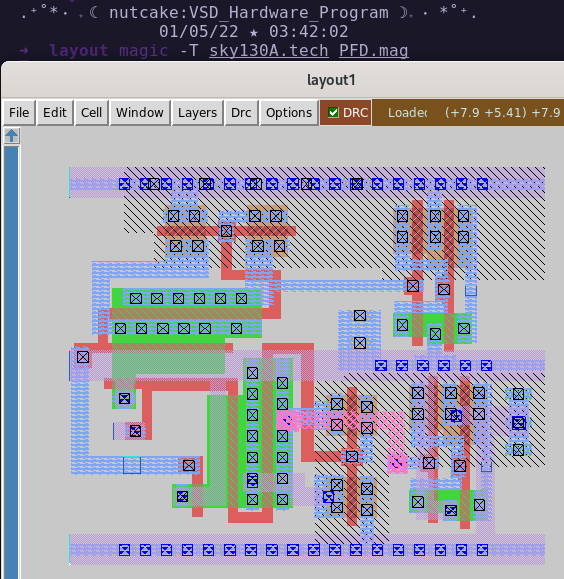 .⁺˚*·˖☾ nutcake:VSD_Hardware_Program ☽˖·*˚⁺.
01/05/22 ★ 03:42:02
→ layout magic -T sky130A.tech PFD.mag
layout1
File Edit Cell Window Layers Drc Options DRC Loaded (+7.9 +5.41) +7.9